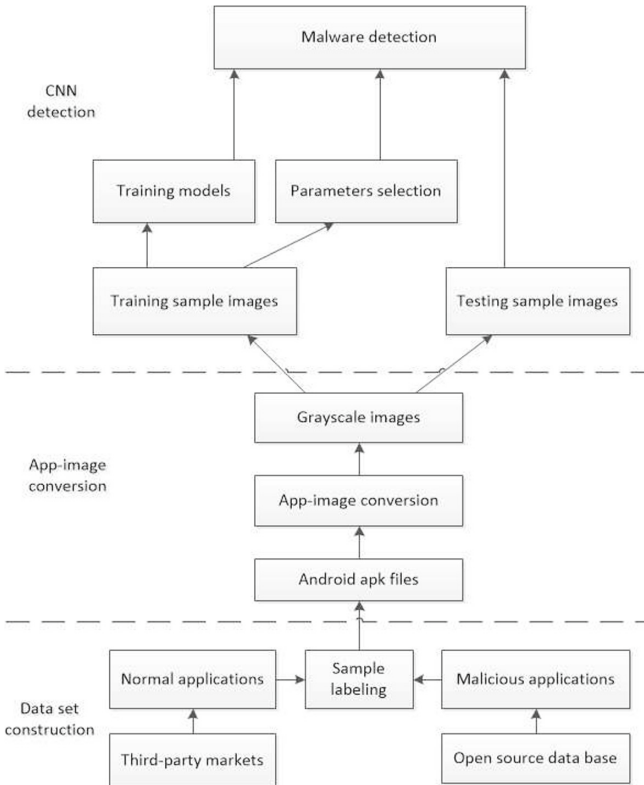 Malware detection
CNN
detection
Training models
Parameters selection
Training sample images
Testing sample images
Grayscale images
App-image
conversion
App-image conversion
Android apk files
Normal applications
Sample
labeling
Malicious applications
Data set
construction
Third-party markets
Open source data base